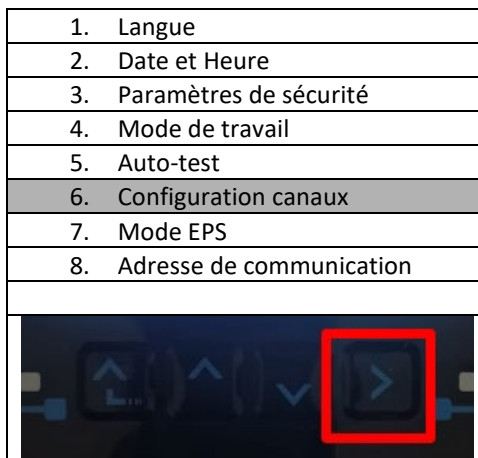 1. Langue
2. Date et Heure
3. Paramètres de sécurité
4. Mode de travail
5. Auto-test
6. Configuration canaux
7. Mode EPS
8. Adresse de communication